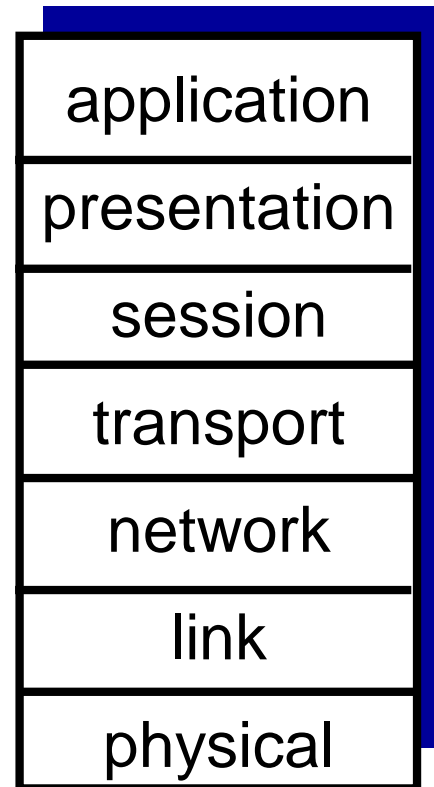 application
presentation
session
transport
network
link
physical